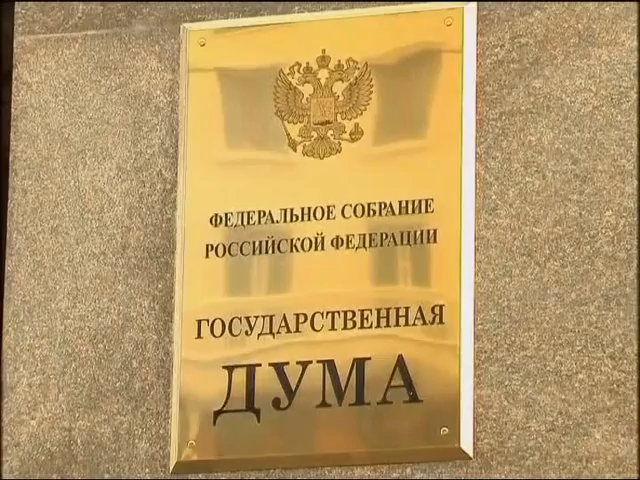 ФЕДЕРАЛЬНОЕ СОБРАНИЕ
РОССИЙСКОЙ ФЕДЕРАЦИИ
ГОСУДАРСТВЕННАЯ
ДУМА